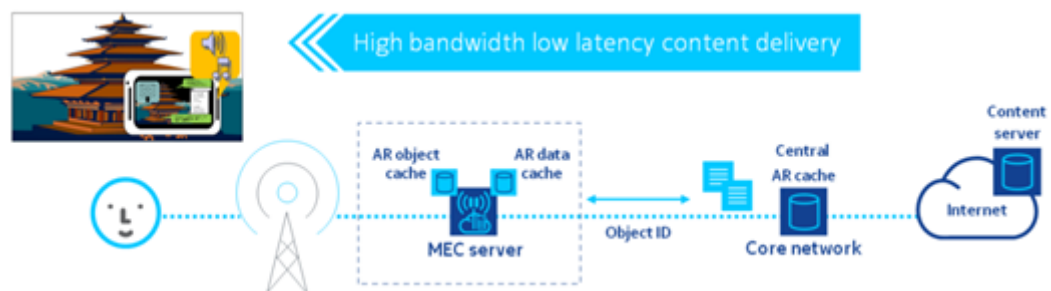 High bandwidth low latency content delivery
Content
server
AR object
cache
AR data
cache
Central
AR cache
Internet
Object ID
MEC server
Core network